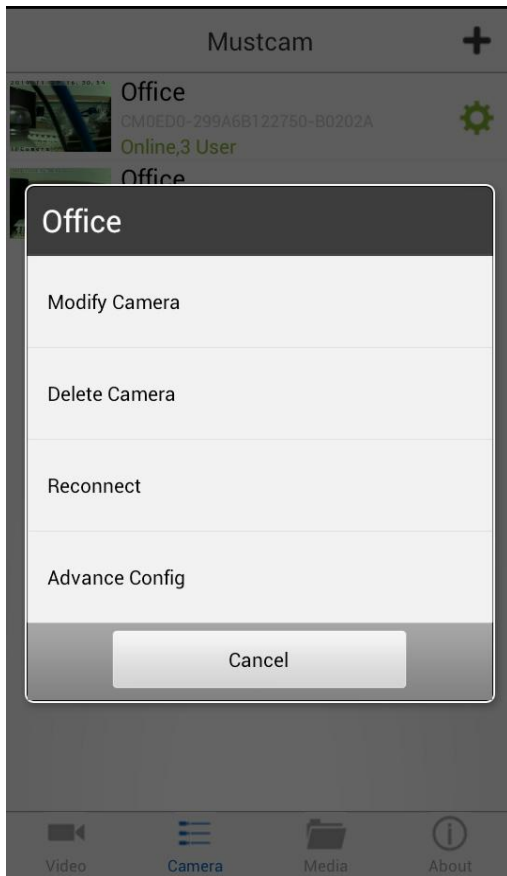 Mustcam
Office
CM0ED0-299A6B122750-B0202A
Online,3 User
Office
Office
Modify Camera
Delete Camera
Reconnect
Advance Config
Cancel
Video
Camera
Media
About